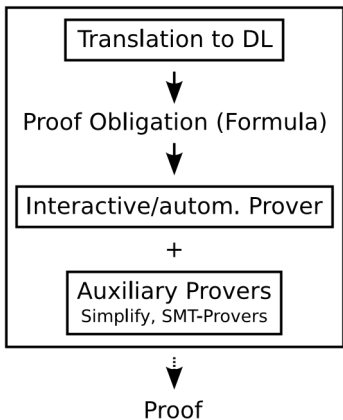 Translation to DL
Proof Obligation (Formula)
Interactive/autom. Prover
+
Auxiliary Provers
Simplify, SMT-Provers
Proof